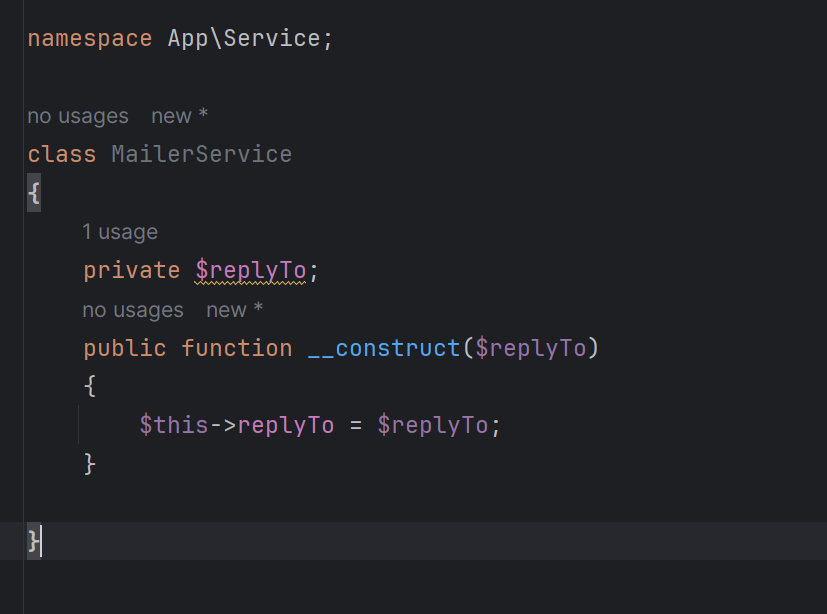 namespace App\Service;
no usages   new *
class MailerService
{
1 usage
private $replyTo;
no usages   new *
public function __construct($replyTo)
{
$this->replyTo = $replyTo;
}
}